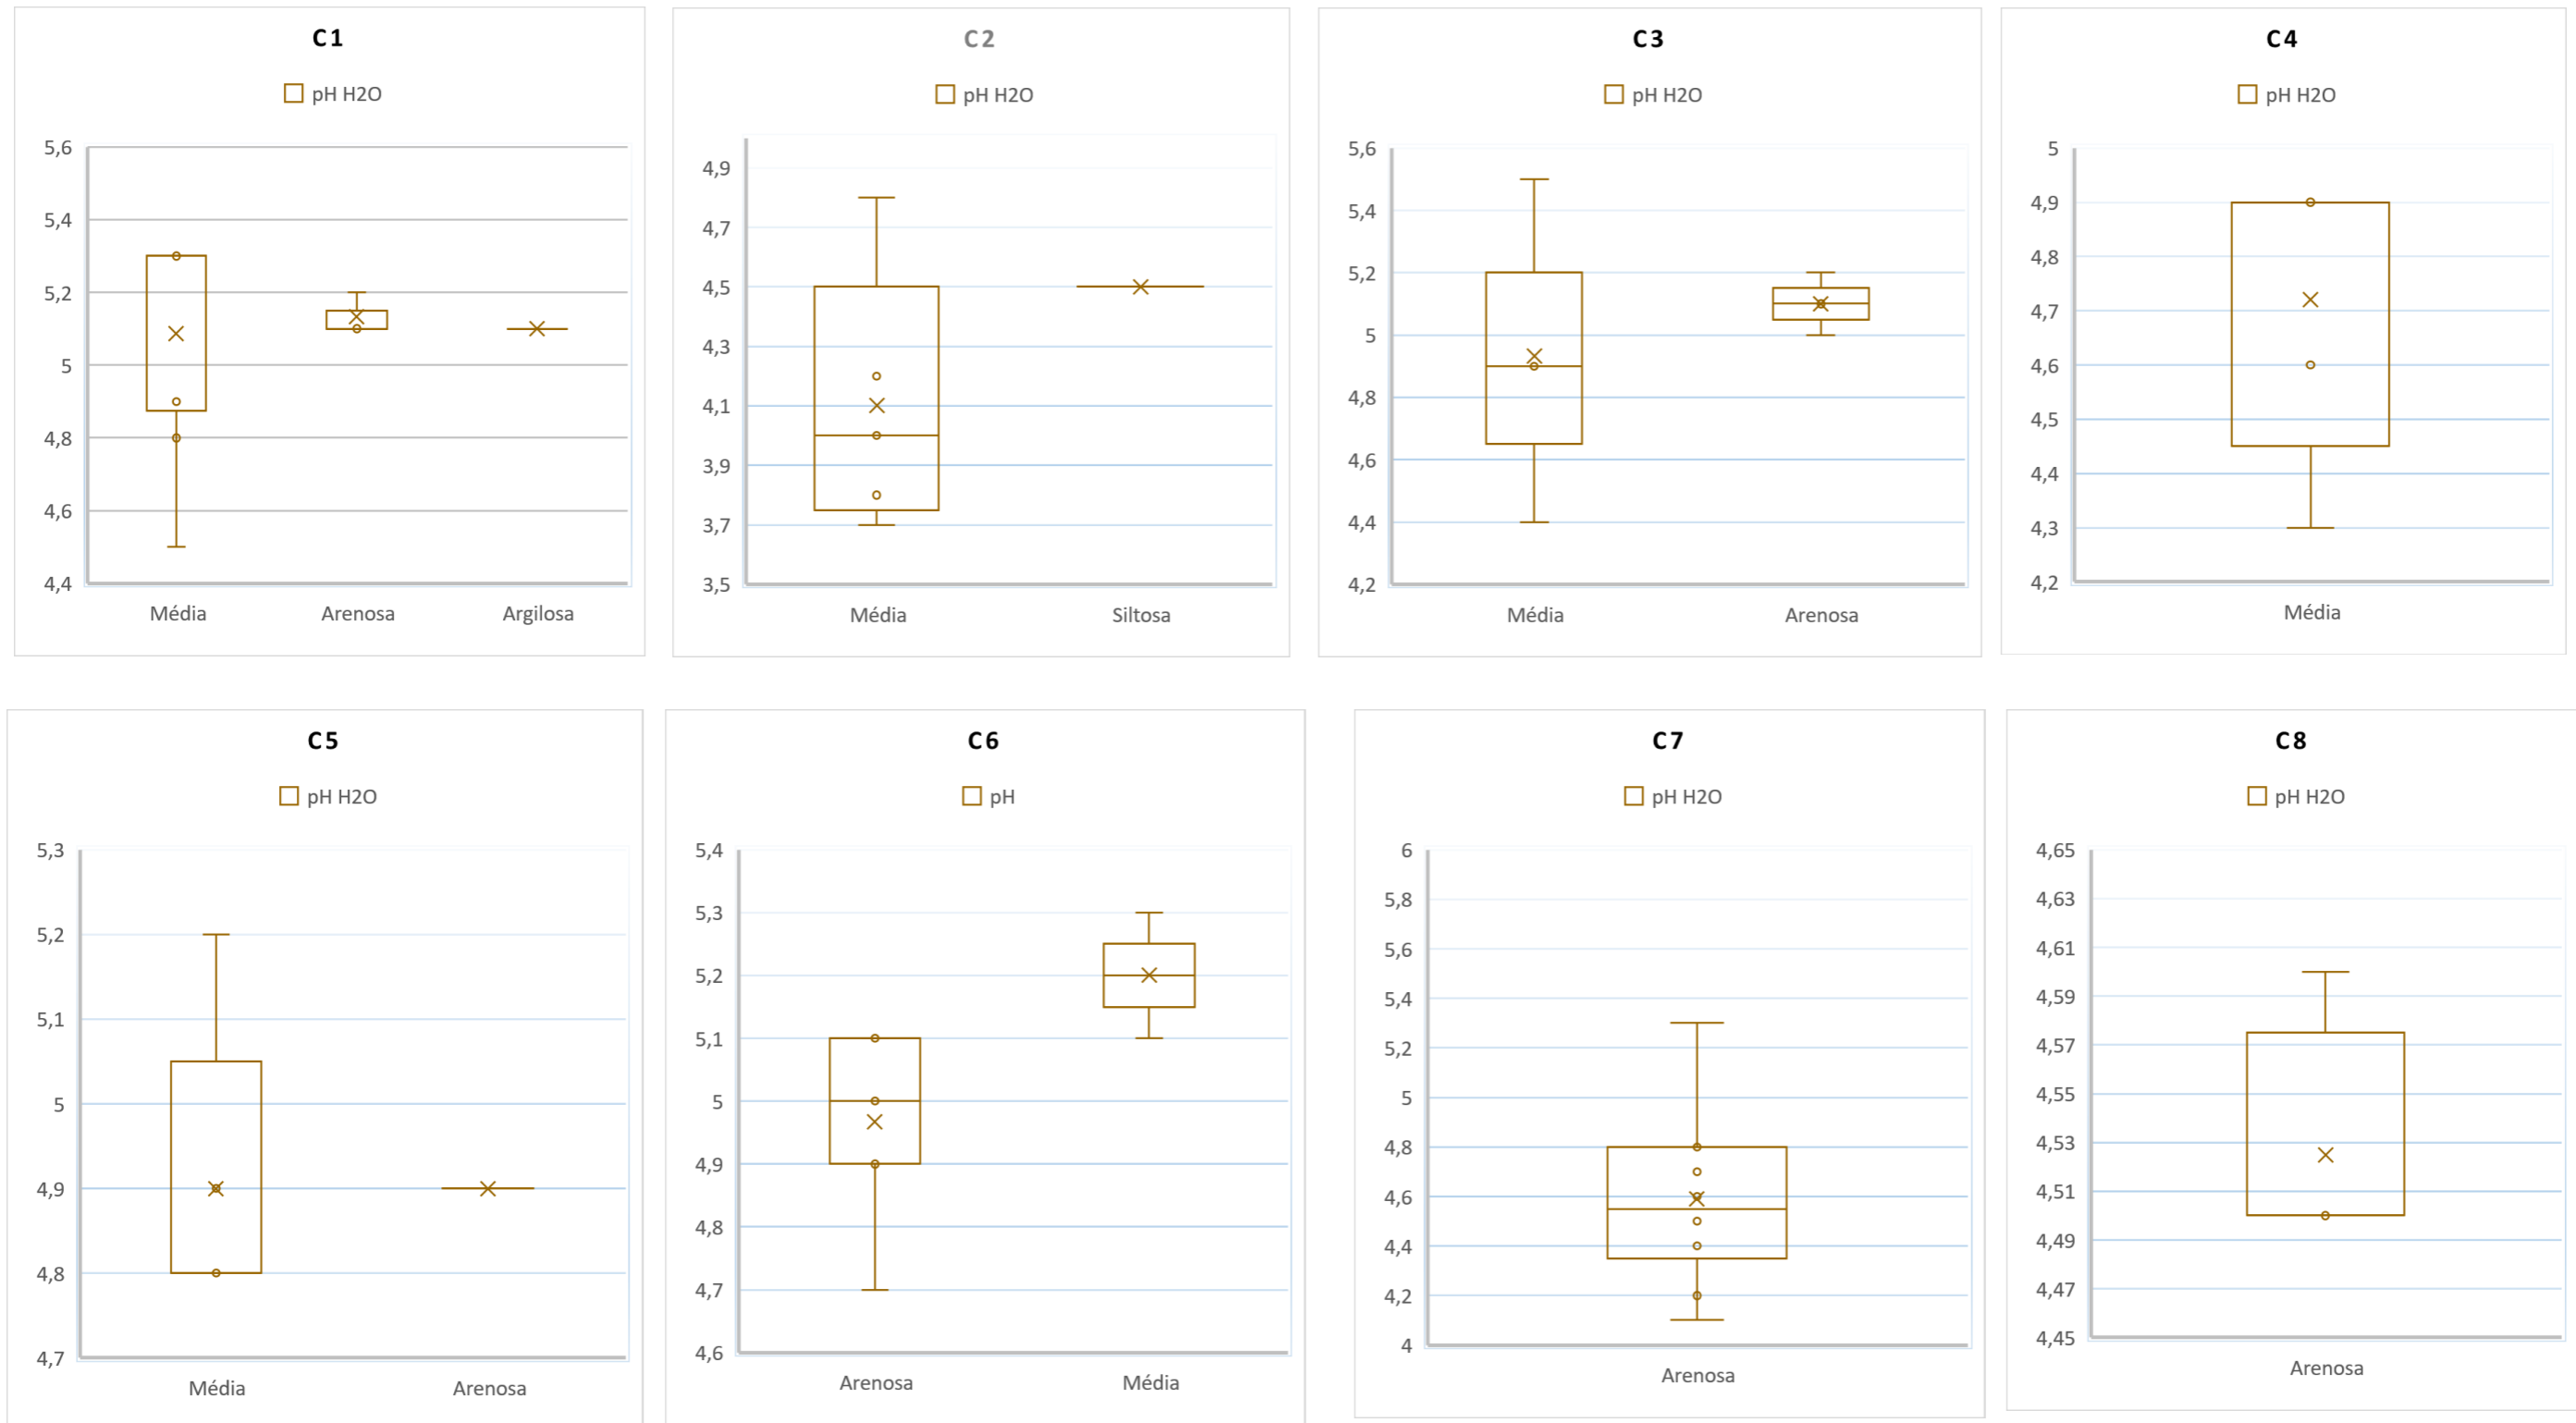 C1
pH H2O
5,6
5,4
5,2
5
4,8
4,6
4,4
Média Arenosa Argilosa
C2
pH H2O
4,9
4,7
4,5
4,3
4,1
3,9
3,7
3,5
Média Siltosa
C3
pH H2O
5,6
5,4
5,2
5
4,8
4,6
4,4
4,2
Média Arenosa
C4
pH H2O
5
4,9
4,8
4,7
4,6
4,5
4,4
4,3
4,2
Média
C5
pH H2O
5,3
5,2
5,1
5
4,9
4,8
4,7
Média Arenosa
C6
pH
5,4
5,3
5,2
5,1
5
4,9
4,8
4,7
4,6
Arenosa Média
C7
pH H2O
6
5,8
5,6
5,4
5,2
5
4,8
4,6
4,4
4,2
4
Arenosa
C8
pH H2O
4,65
4,63
4,61
4,59
4,57
4,55
4,53
4,51
4,49
4,47
4,45
Arenosa